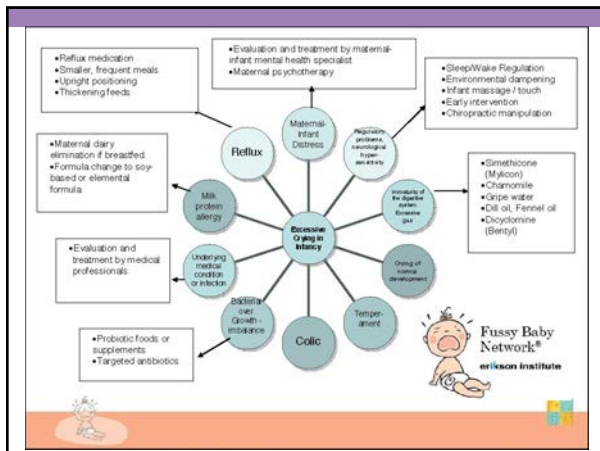 •Reflux medication
•Smaller, frequent meals
•Upright positioning
•Thickening feeds
•Evaluation and treatment by maternal-
infant mental health specialist
•Maternal psychotherapy
•Sleep/Wake Regulation
•Environmental dampening
•Infant massage / touch
•Early intervention
•Chiropractic manipulation
Maternal-
Infant
Distress
Reflux
Regulatory
problems,
neurological
hyper-
sensitivity
•Maternal dairy
elimination if breastfed
•Formula change to soy-
based or elemental
formula
Milk
protein
allergy
Immaturity of
the digestive
system
Excessive
gas
•Simethicone
(Mylicon)
•Chamomile
•Gripe water
•Dill oil, Fennel oil
•Dicyclomine
(Bentyl)
Excessive
Crying in
Infancy
•Evaluation and
treatment by medical
professionals
Underlying
medical
condition
or infection
Crying of
normal
development
Bacterial
over
Growth-
imbalance
Colic
Temper-
ament
•Probiotic foods or
supplements
•Targeted antibiotics
Fussy Baby
Network®
erikson institute